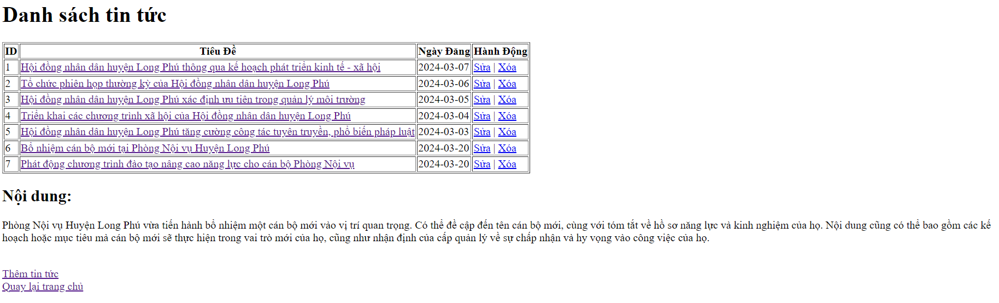 Danh sách tin tức
ID Tiêu Đề Ngày Đăng Hành Động
1 Hội đồng nhân dân huyện Long Phú thông qua kế hoạch phát triển kinh tế - xã hội 2024-03-07 Sửa | Xóa
2 Tổ chức phiên họp thường kỳ của Hội đồng nhân dân huyện Long Phú 2024-03-06 Sửa | Xóa
3 Hội đồng nhân dân huyện Long Phú xác định ưu tiên trong quản lý môi trường 2024-03-05 Sửa | Xóa
4 Triển khai các chương trình xã hội của Hội đồng nhân dân huyện Long Phú 2024-03-04 Sửa | Xóa
5 Hội đồng nhân dân huyện Long Phú tăng cường công tác tuyên truyền, phổ biến pháp luật 2024-03-03 Sửa | Xóa
6 Bổ nhiệm cán bộ mới tại Phòng Nội vụ Huyện Long Phú 2024-03-20 Sửa | Xóa
7 Phát động chương trình đào tạo nâng cao năng lực cho cán bộ Phòng Nội vụ 2024-03-20 Sửa | Xóa
Nội dung:
Phòng Nội vụ Huyện Long Phú vừa tiến hành bổ nhiệm một cán bộ mới vào vị trí quan trọng. Có thể đề cập đến tên cán bộ mới, cùng với tóm tắt về hồ sơ năng lực và kinh nghiệm của họ. Nội dung cũng có thể bao gồm các kế
hoạch hoặc mục tiêu mà cán bộ mới sẽ thực hiện trong vai trò mới của họ, cũng như nhận định của cấp quản lý về sự chấp nhận và hy vọng vào công việc của họ.
Thêm tin tức
Quay lại trang chủ